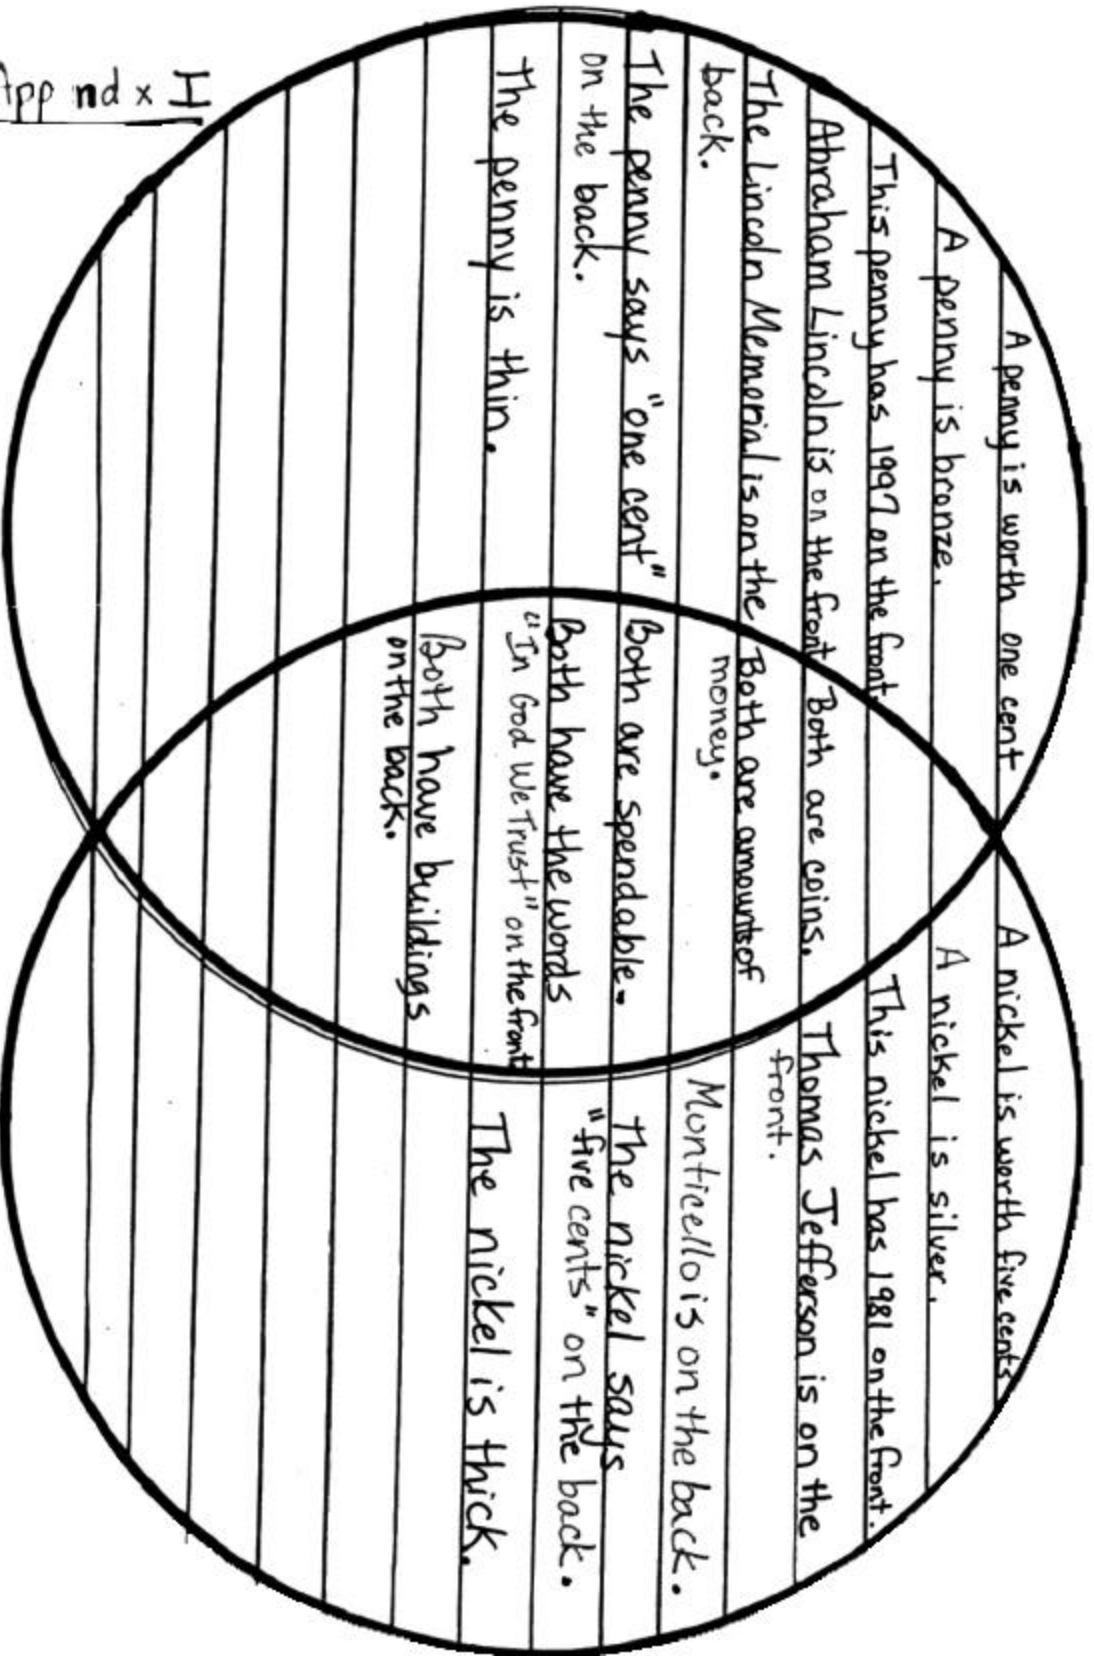 App nd x I
A penny is worth one cent
A penny is bronze.
This penny has 1997 on the front.
Abraham Lincoln is on the front
The Lincoln Memorial is on the
back.
The penny says "one cent"
on the back.
The penny is thin.
Both are coins.
Both are amounts of
money.
Both are spendable.
Both have the words
"In God We Trust" on the front
Both have buildings
on the back.
A nickel is worth five cents
A nickel is silver.
This nickel has 1981 on the front.
Thomas Jefferson is on the
front.
Monticello is on the back.
The nickel says
"five cents" on the back.
The nickel is thick.